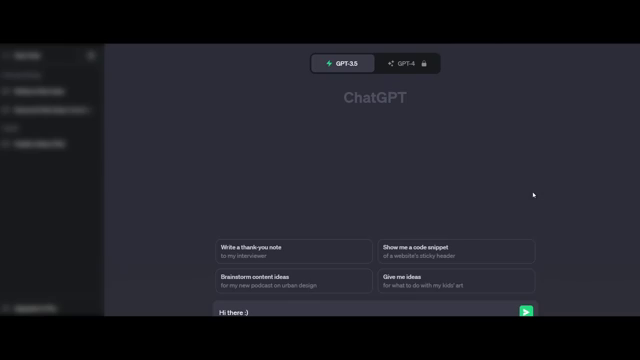 GPT-3.5
GPT-4
ChatGPT
Write a thank-you note
to my interviewer
Show me a code snippet
of a website's sticky header
Brainstorm content ideas
for my new podcast on urban design
Give me ideas
for what to do with my kids' art
Hi there :)